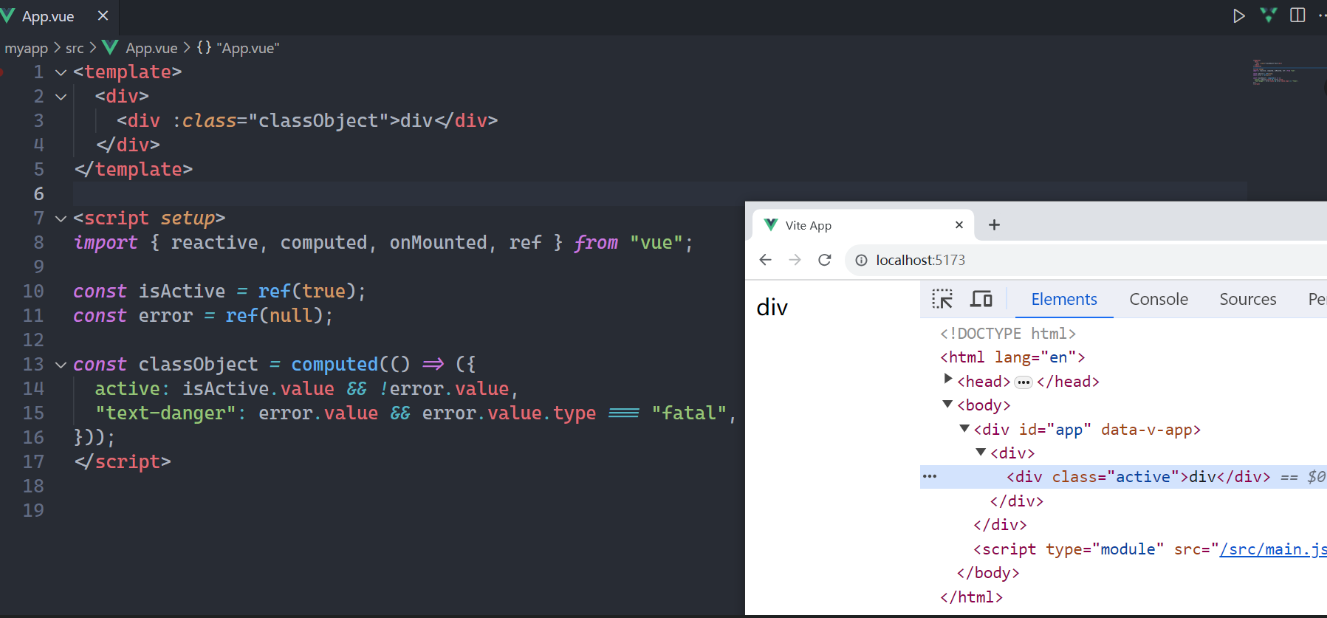 App.vue
myapp > src > App.vue > {} "App.vue"
1 <template>
2 <div>
3 <div :class="classObject">div</div>
4 </div>
5 </template>
6
7 <script setup>
8 import { reactive, computed, onMounted, ref } from "vue";
9
10 const isActive = ref(true);
11 const error = ref(null);
12
13 const classObject = computed(() => ({
14 active: isActive.value && !error.value,
15 "text-danger": error.value && error.value.type === "fatal",
16 }));
17 </script>
18
19
Vite App
localhost:5173
div
Elements Console Sources Pe
<!DOCTYPE html>
<html lang="en">
<head> ••• </head>
<body>
<div id="app" data-v-app>
<div>
••• <div class="active">div</div> == $0
</div>
</div>
<script type="module" src="/src/main.js
</body>
</html>